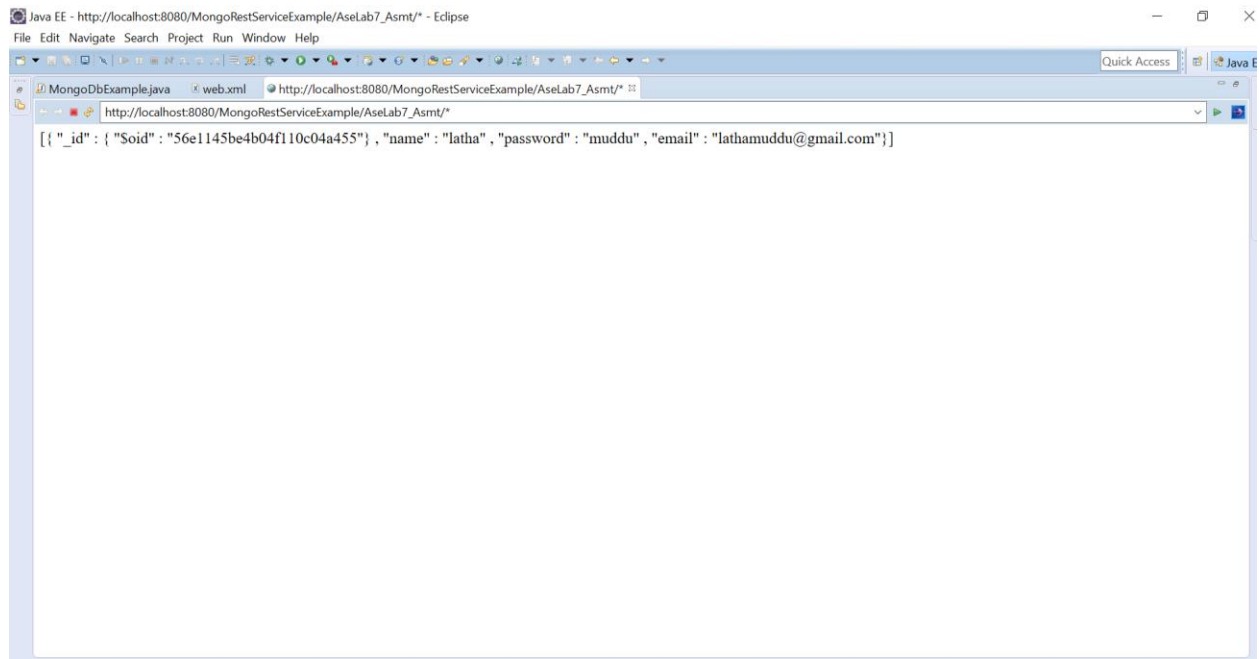 Java EE - http://localhost:8080/MongoRestServiceExample/AseLab7_Asmt/* - Eclipse
File Edit Navigate Search Project Run Window Help
Quick Access Java E
MongoDbExample.java web.xml http://localhost:8080/MongoRestServiceExample/AseLab7_Asmt/*
http://localhost:8080/MongoRestServiceExample/AseLab7_Asmt/*
[{ "_id" : { "$oid" : "56e1145be4b04f110c04a455"} , "name" : "latha" , "password" : "muddu" , "email" : "lathamuddu@gmail.com"}]